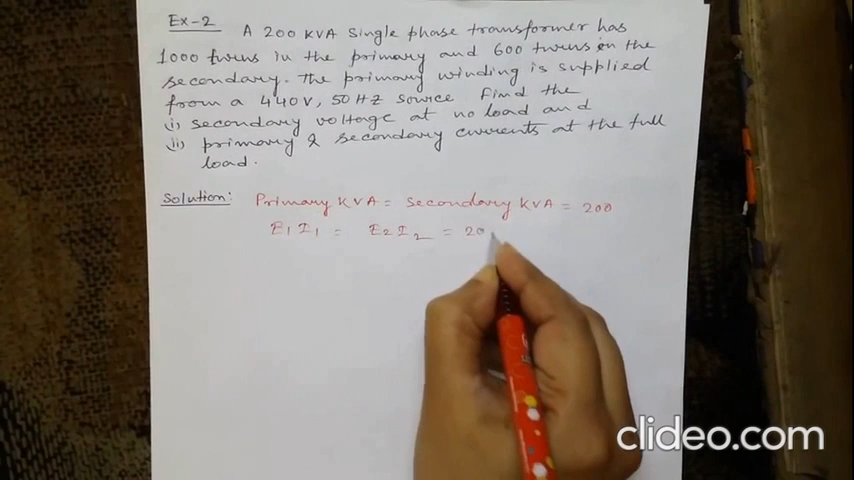 Ex-2 A 200 KVA Single phase transformer has
1000 turns in the primary and 600 turns in the
secondary. The primary winding is supplied
from a 440V, 50 HZ source Find the
(i) secondary voltage at no load and
(ii) primary & secondary currents at the full
load.
Solution: Primary KVA = Secondary KVA = 200
E1 I1 = E2 I2 = 20
clideo.com